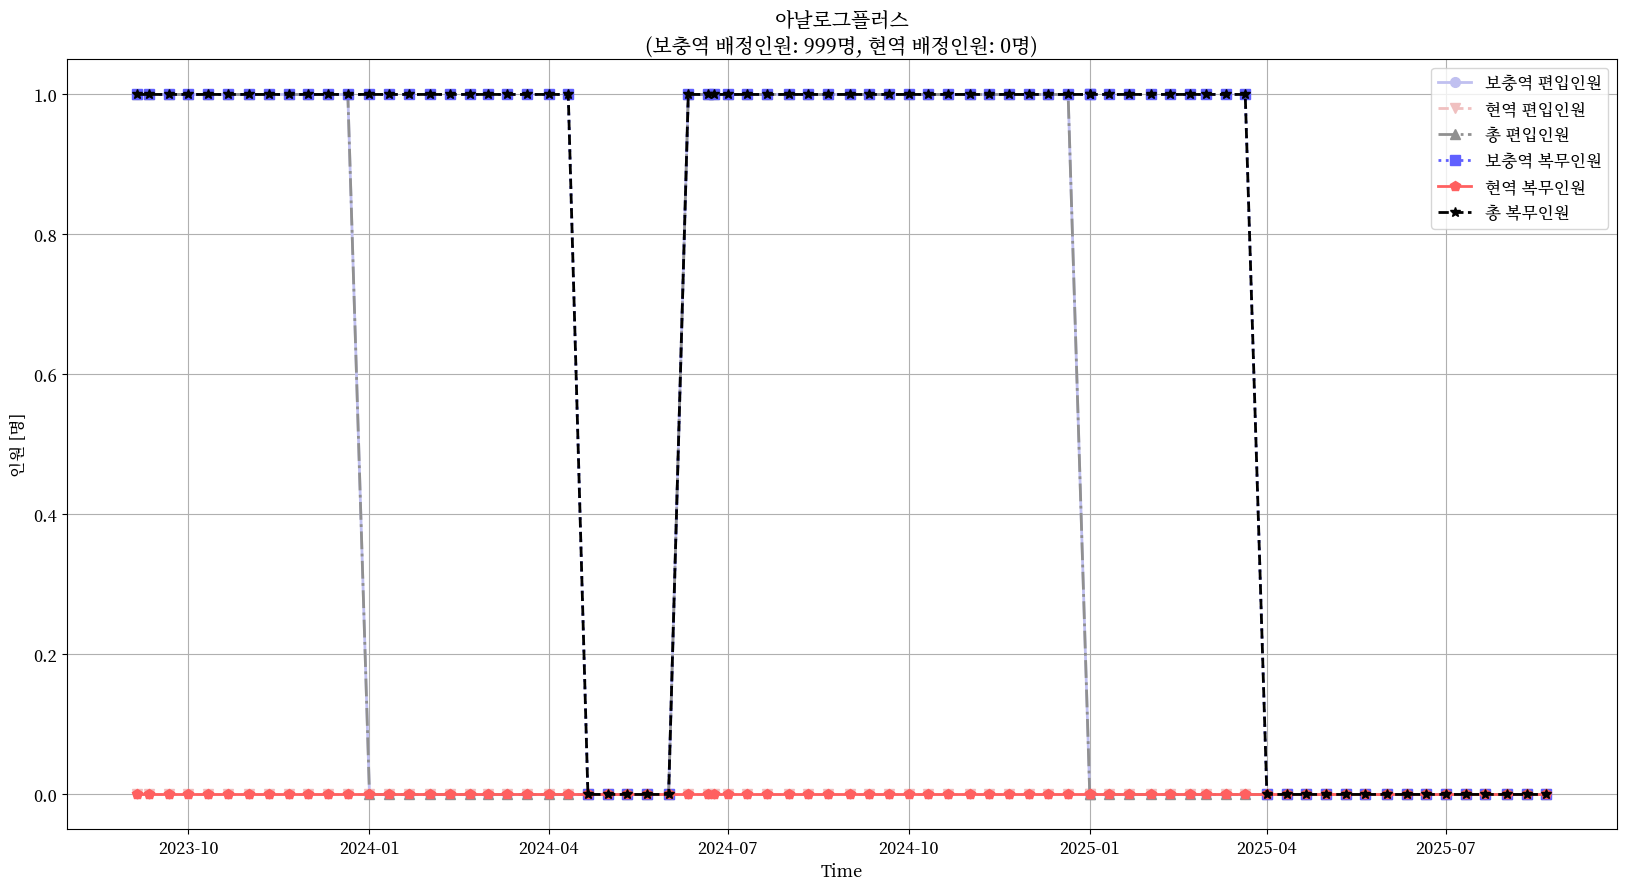 아날로그플러스
(보충역 배정인원: 999명, 현역 배정인원: 0명)
보충역 편입인원
현역 편입인원
총 편입인원
보충역 복무인원
현역 복무인원
총 복무인원
인원 [명]
1.0
0.8
0.6
0.4
0.2
0.0
2023-10
2024-01
2024-04
2024-07
2024-10
2025-01
2025-04
2025-07
Time